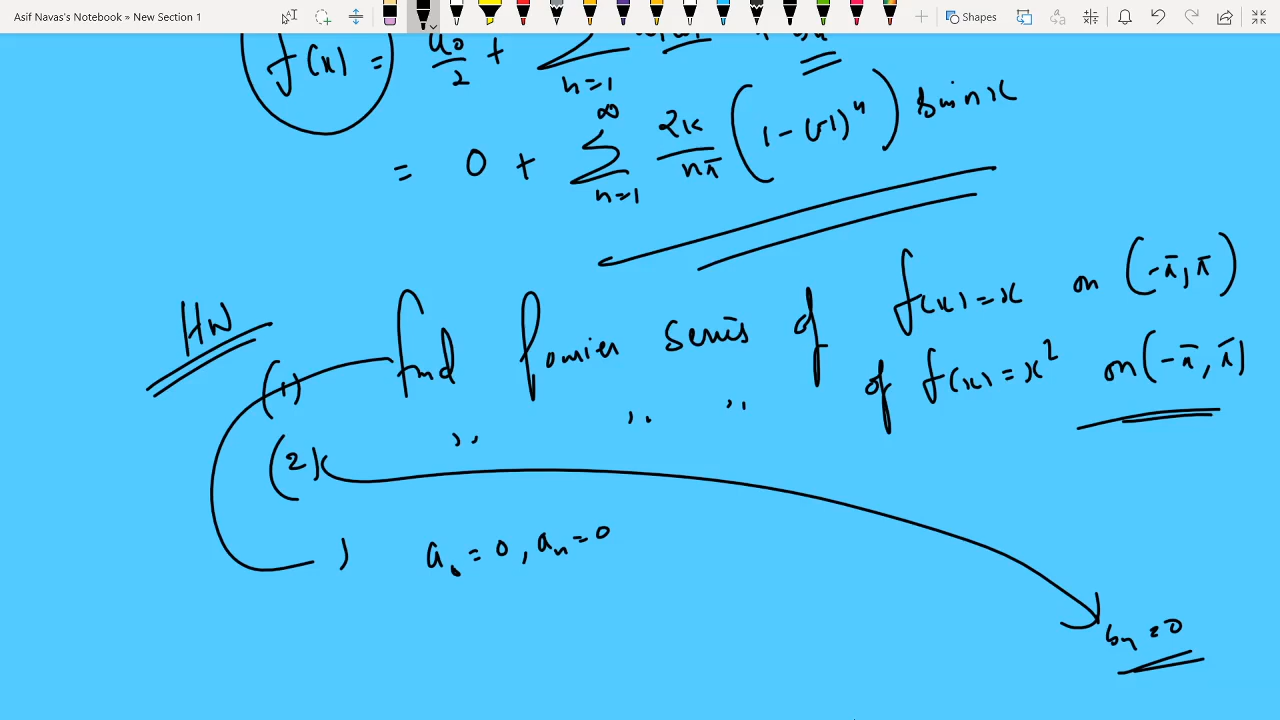 Asif Navas's Notebook » New Section 1
Shapes
f(x) = a0/2 + ∑ n=1
= 0 + ∑ n=1 ∞ 2k/nπ (1-(-1)^n) sin nx
HW
(1) find fourier series of f(x)=x on (-π,π)
(2) ,, ,, ,, of f(x)=x² on (-π,π)
) a0=0, an=0
bn=0